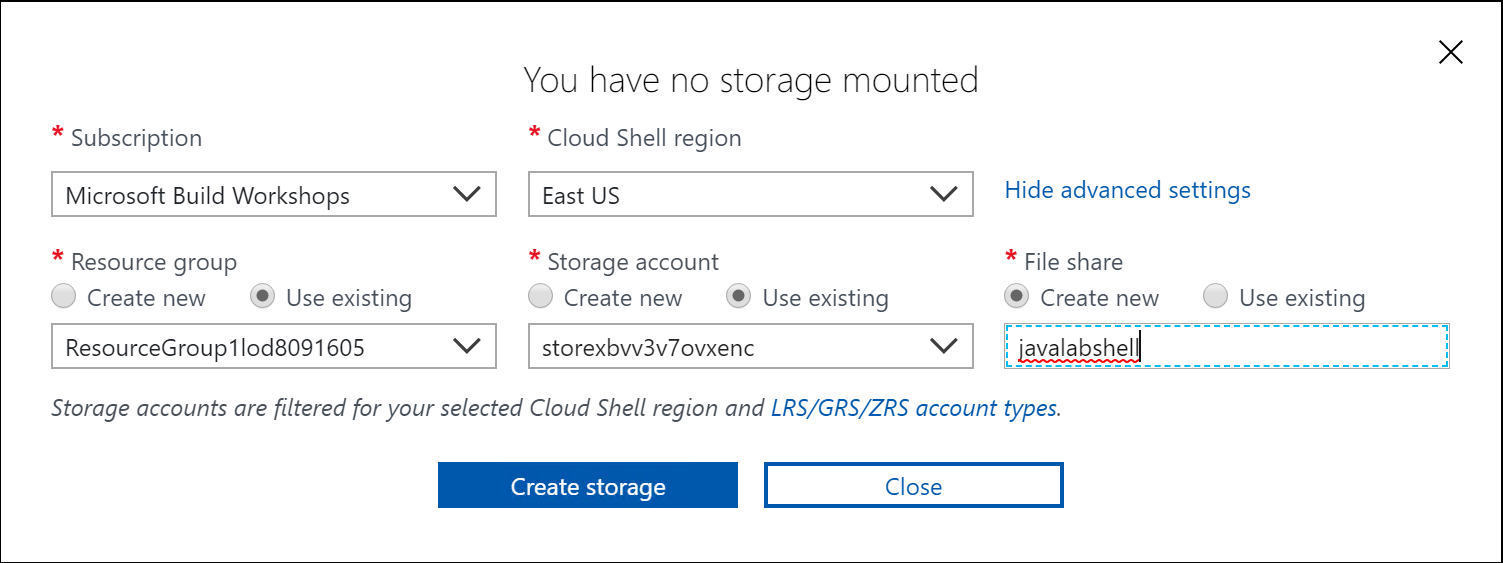 You have no storage mounted
* Subscription
* Cloud Shell region
Microsoft Build Workshops
East US
Hide advanced settings
* Resource group
* Storage account
* File share
Create new
Use existing
Create new
Use existing
Create new
Use existing
ResourceGroup1lod8091605
storexbvv3v7ovxenc
javalabshell
Storage accounts are filtered for your selected Cloud Shell region and LRS/GRS/ZRS account types.
Create storage
Close